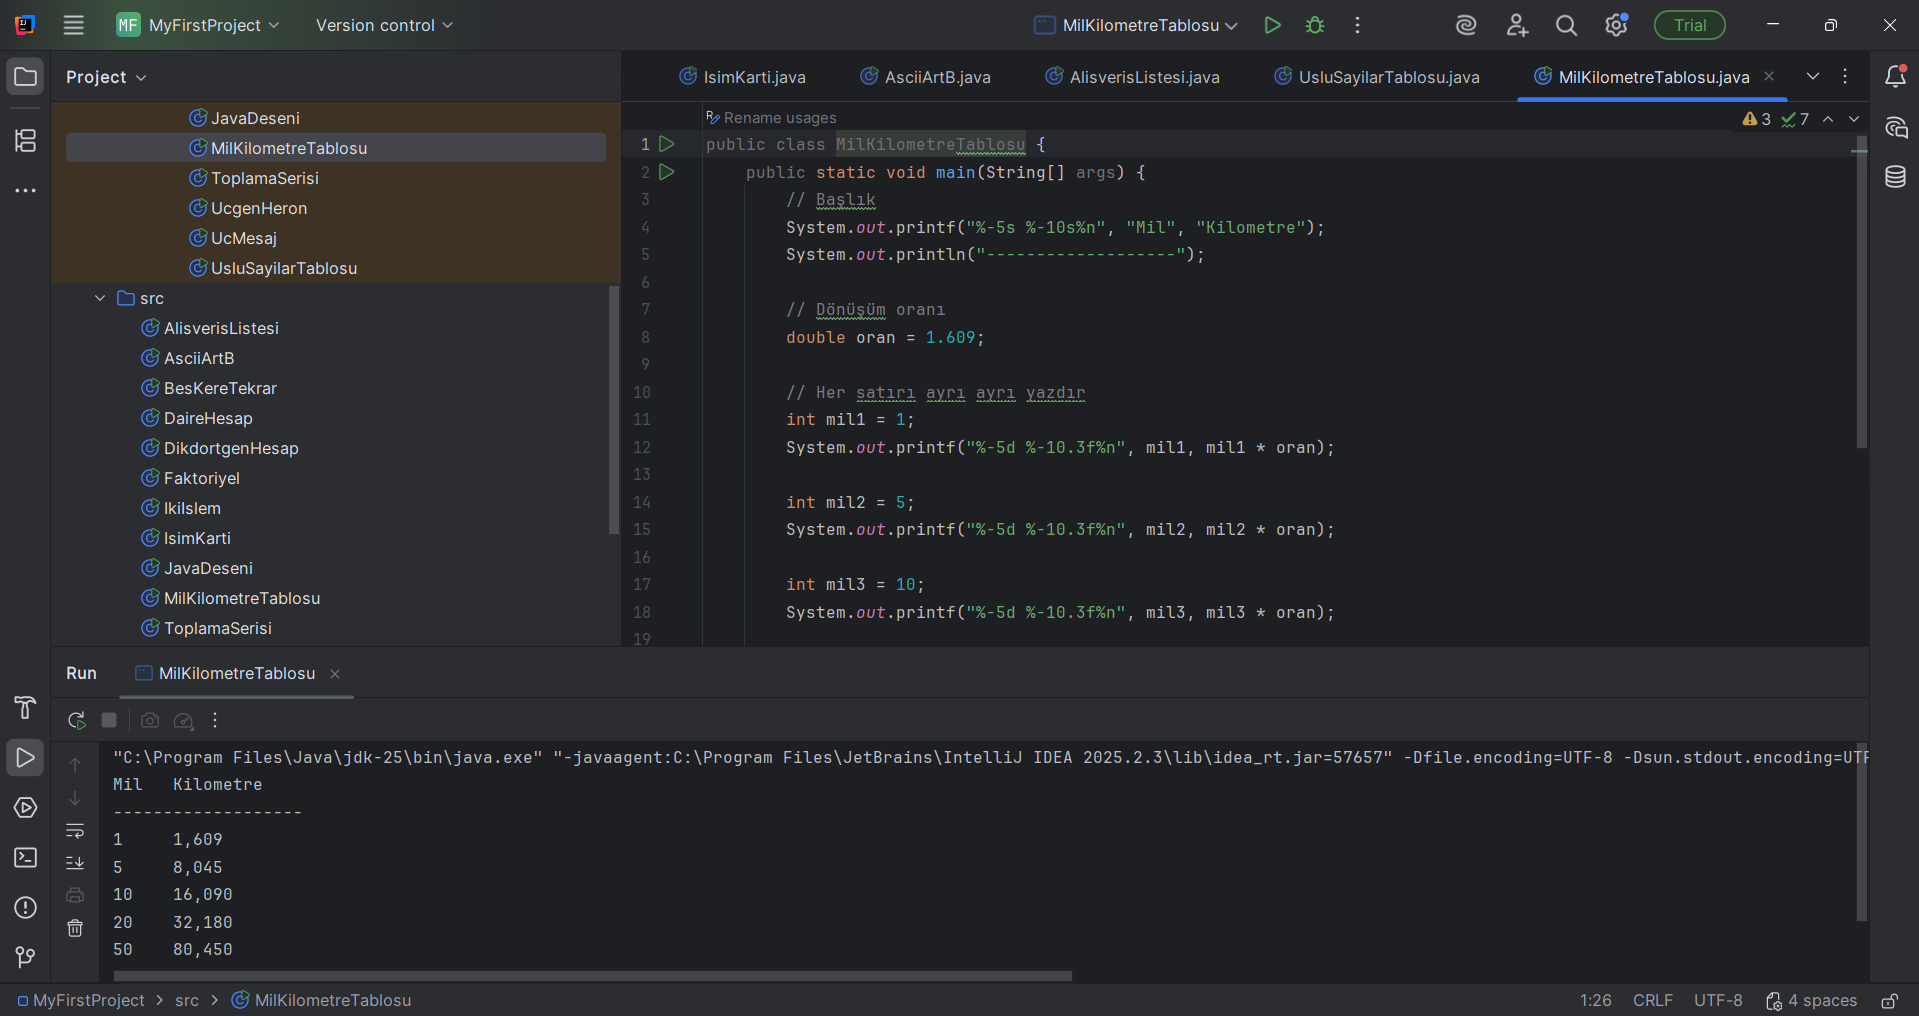 MF MyFirstProject Version control MilKilometreTablosu Trial
Project
IsimKarti.java AsciiArtB.java AlisverisListesi.java UsluSayilarTablosu.java MilKilometreTablosu.java
JavaDeseni
MilKilometreTablosu
ToplamaSerisi
UcgenHeron
UcMesaj
UsluSayilarTablosu
src
AlisverisListesi
AsciiArtB
BesKereTekrar
DaireHesap
DikdortgenHesap
Faktoriyel
IkiIslem
IsimKarti
JavaDeseni
MilKilometreTablosu
ToplamaSerisi
Rename usages
3 7
1 public class MilKilometreTablosu {
2 public static void main(String[] args) {
3 // Başlık
4 System.out.printf("%-5s %-10s%n", "Mil", "Kilometre");
5 System.out.println("-------------------");
6
7 // Dönüşüm oranı
8 double oran = 1.609;
9
10 // Her satırı ayrı ayrı yazdır
11 int mil1 = 1;
12 System.out.printf("%-5d %-10.3f%n", mil1, mil1 * oran);
13
14 int mil2 = 5;
15 System.out.printf("%-5d %-10.3f%n", mil2, mil2 * oran);
16
17 int mil3 = 10;
18 System.out.printf("%-5d %-10.3f%n", mil3, mil3 * oran);
19
Run MilKilometreTablosu
"C:\Program Files\Java\jdk-25\bin\java.exe" "-javaagent:C:\Program Files\JetBrains\IntelliJ IDEA 2025.2.3\lib\idea_rt.jar=57657" -Dfile.encoding=UTF-8 -Dsun.stdout.encoding=UTF
Mil Kilometre
-------------------
1 1,609
5 8,045
10 16,090
20 32,180
50 80,450
MyFirstProject > src > MilKilometreTablosu 1:26 CRLF UTF-8 4 spaces